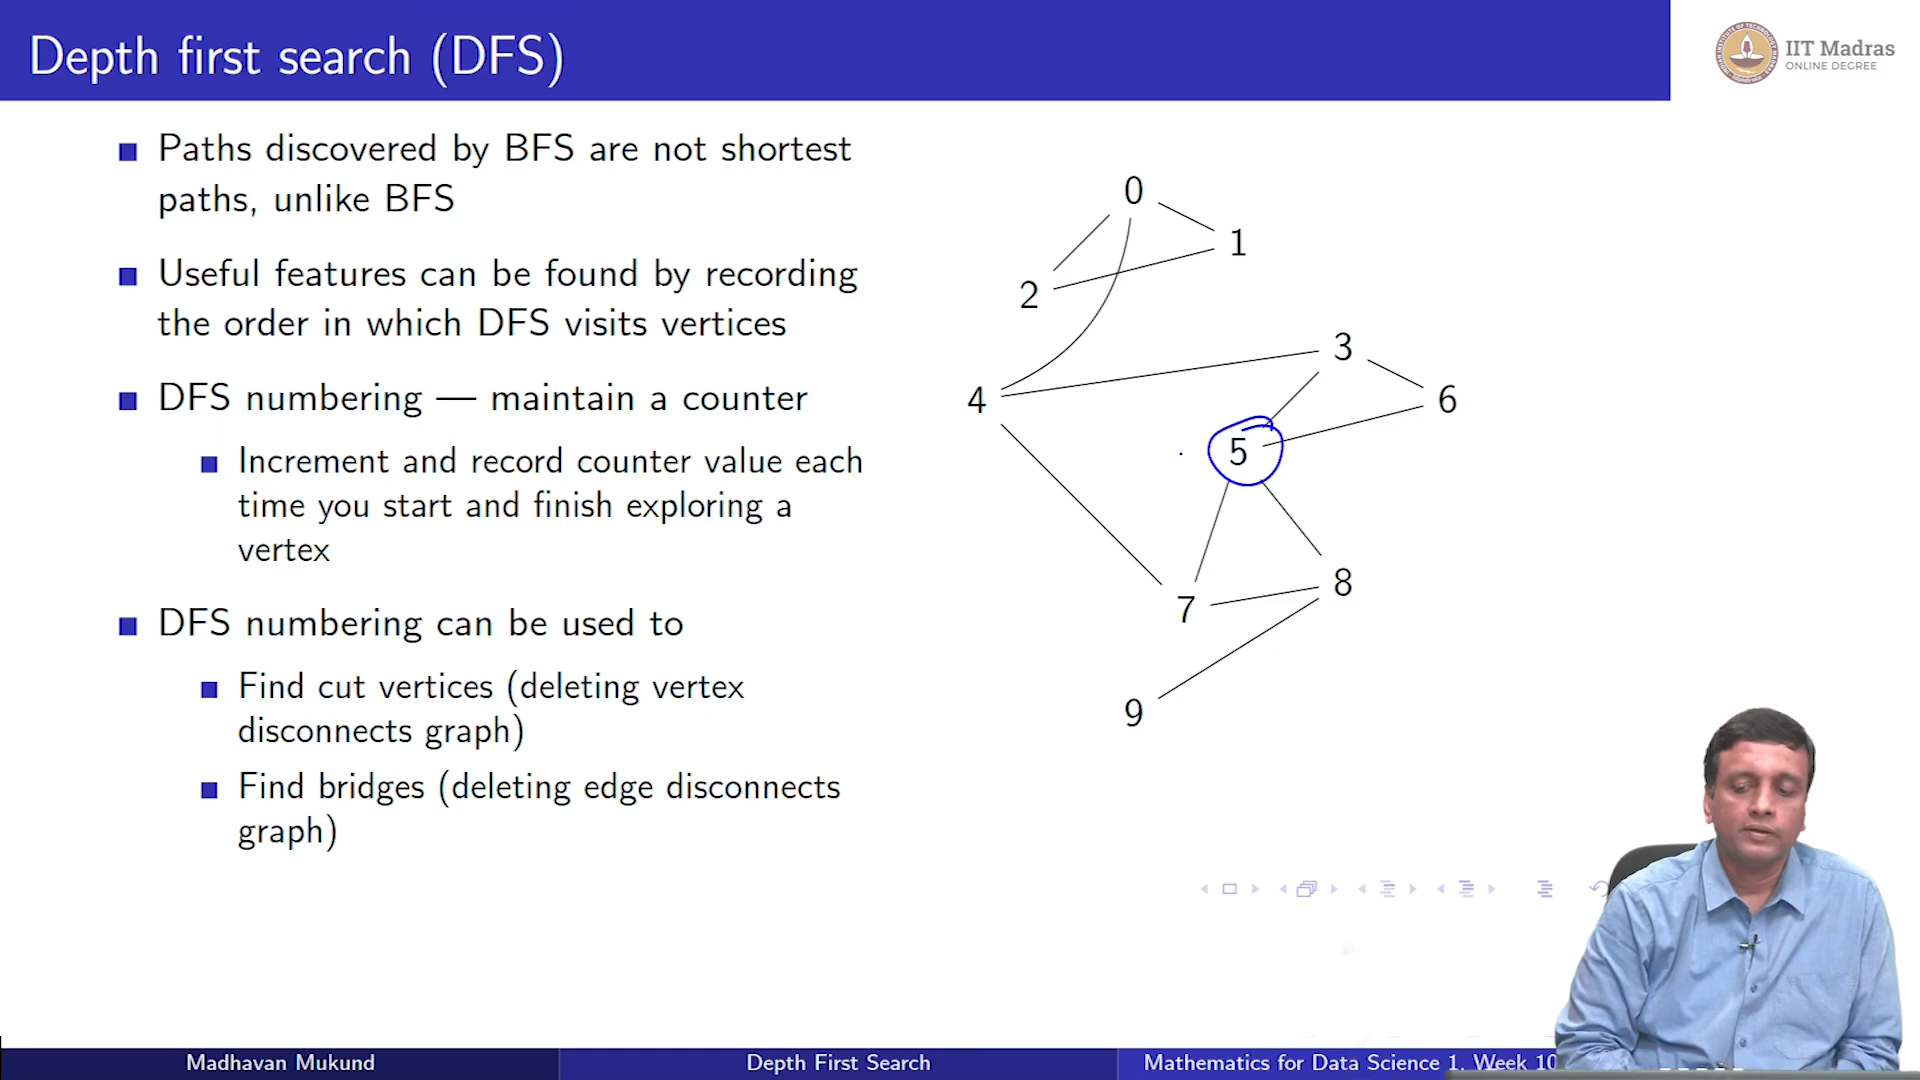 Depth first search (DFS)
IIT Madras
ONLINE DEGREE
Paths discovered by BFS are not shortest
paths, unlike BFS
Useful features can be found by recording
the order in which DFS visits vertices
DFS numbering — maintain a counter
Increment and record counter value each
time you start and finish exploring a
vertex
DFS numbering can be used to
Find cut vertices (deleting vertex
disconnects graph)
Find bridges (deleting edge disconnects
graph)
0
1
2
3
4
6
5
8
7
9
Madhavan Mukund
Depth First Search
Mathematics for Data Science 1, Week 10